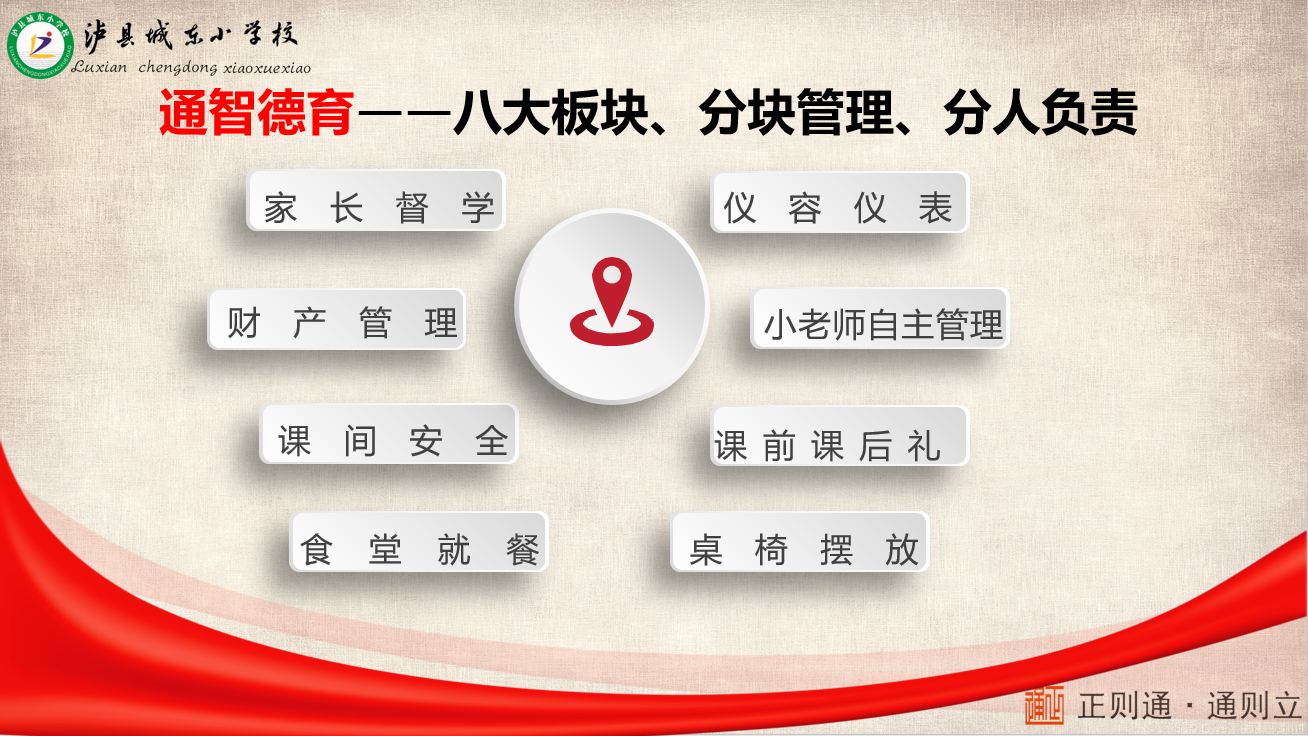 泸县城东小学校
Luxian chengdong xiaoxuexiao
通智德育——八大板块、分块管理、分人负责
家长督学
仪容仪表
财产管理
小老师自主管理
课间安全
课前课后礼
食堂就餐
桌椅摆放
正则通·通则立